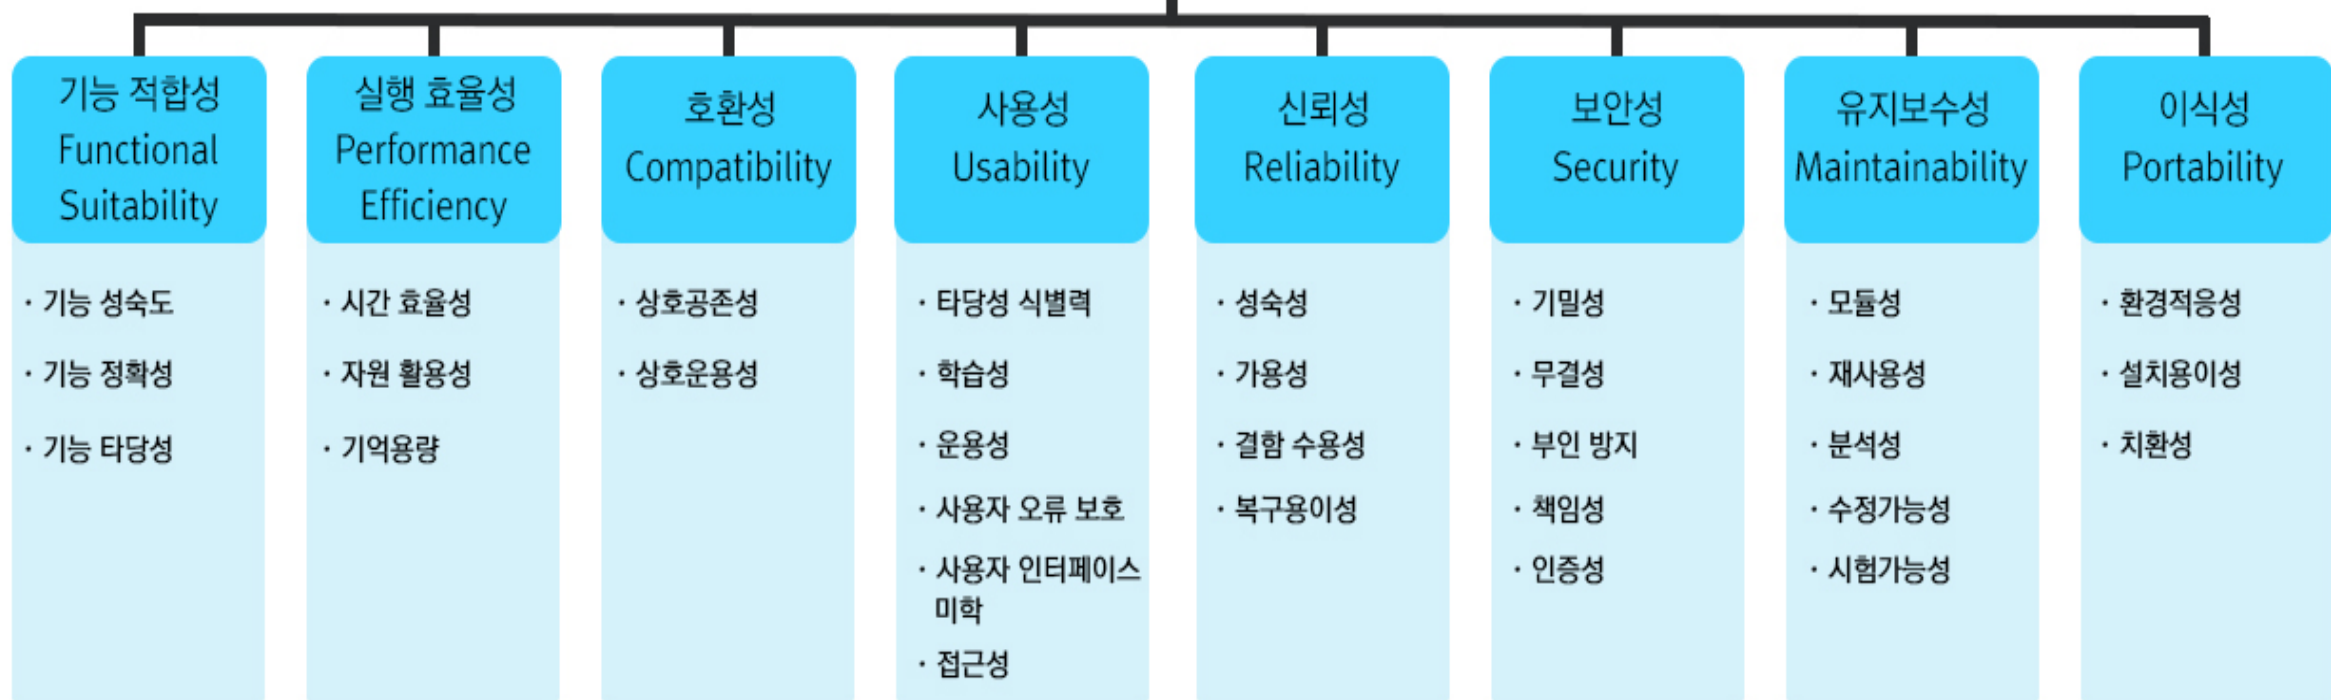 기능 적합성
Functional
Suitability
· 기능 성숙도
· 기능 정확성
· 기능 타당성
실행 효율성
Performance
Efficiency
· 시간 효율성
· 자원 활용성
· 기억용량
호환성
Compatibility
· 상호공존성
· 상호운용성
사용성
Usability
· 타당성 식별력
· 학습성
· 운용성
· 사용자 오류 보호
· 사용자 인터페이스
미학
· 접근성
신뢰성
Reliability
· 성숙성
· 가용성
· 결함 수용성
· 복구용이성
보안성
Security
· 기밀성
· 무결성
· 부인 방지
· 책임성
· 인증성
유지보수성
Maintainability
· 모듈성
· 재사용성
· 분석성
· 수정가능성
· 시험가능성
이식성
Portability
· 환경적응성
· 설치용이성
· 치환성